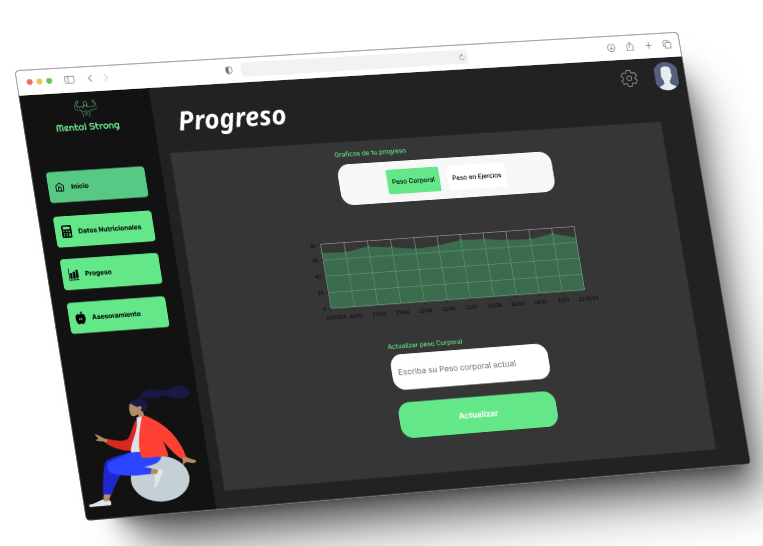 Mental Strong
Progreso
Inicio
Datos Nutricionales
Progeso
Asesoramiento
Graficos de tu progreso
Peso Corporal
Peso en Ejercios
Actualizar peso Corporal
Escriba su Peso corporal actual
Actualizar